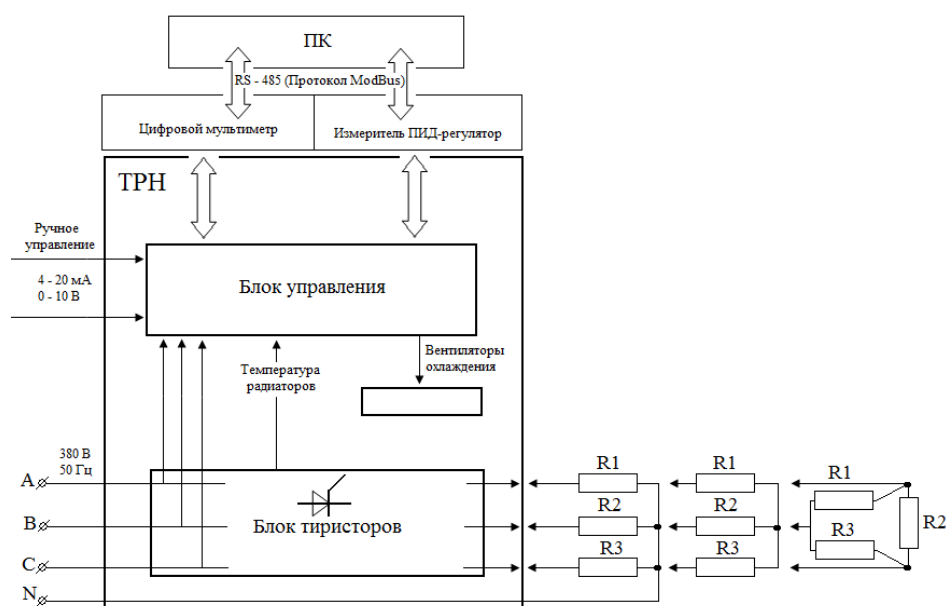 ПК
RS - 485 (Протокол ModBus)
Цифровой мультиметр
Измеритель ПИД-регулятор
ТРН
Ручное
управление
4 - 20 мА
0 - 10 В
Блок управления
Температура
радиаторов
Вентиляторы
охлаждения
380 В
50 Гц
A
B
C
N
Блок тиристоров
R1
R2
R3
R1
R2
R3
R1
R2
R3